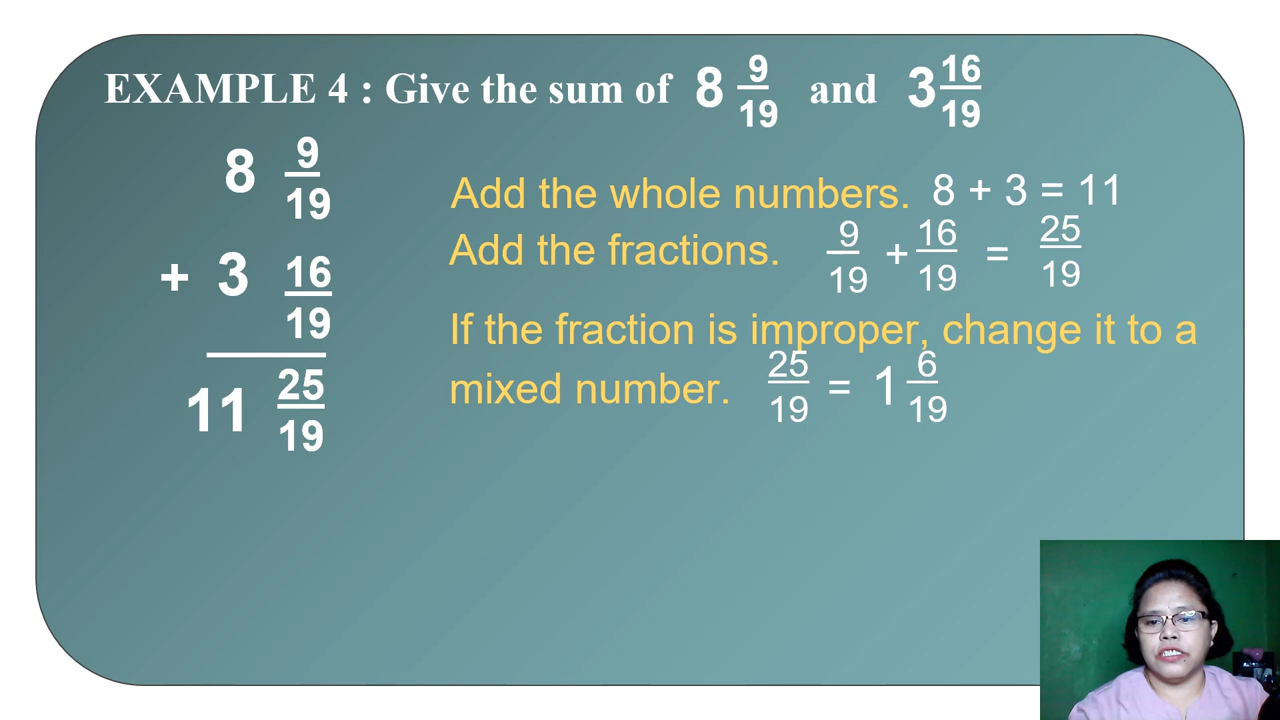 EXAMPLE 4 : Give the sum of 8 9/19 and 3 16/19
8 9/19
+ 3 16/19
11 25/19
Add the whole numbers. 8 + 3 = 11
Add the fractions. 9/19 + 16/19 = 25/19
If the fraction is improper, change it to a
mixed number. 25/19 = 1 6/19